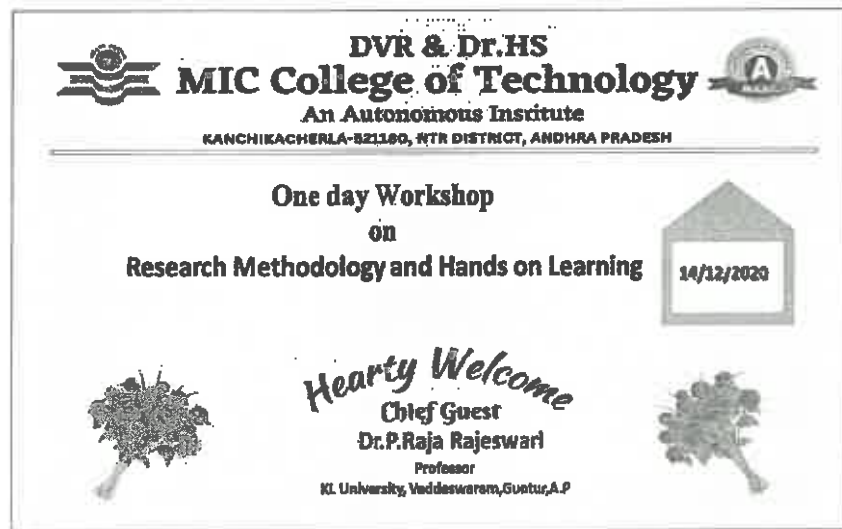 DVR & Dr.HS
MIC College of Technology
An Autonomous Institute
KANCHIKACHERLA-521180, NTR DISTRICT, ANDHRA PRADESH
One day Workshop
on
Research Methodology and Hands on Learning
14/12/2020
Hearty Welcome
Chief Guest
Dr.P.Raja Rajeswari
Professor
KL University, Vaddeswaram,Guntur,A.P
A